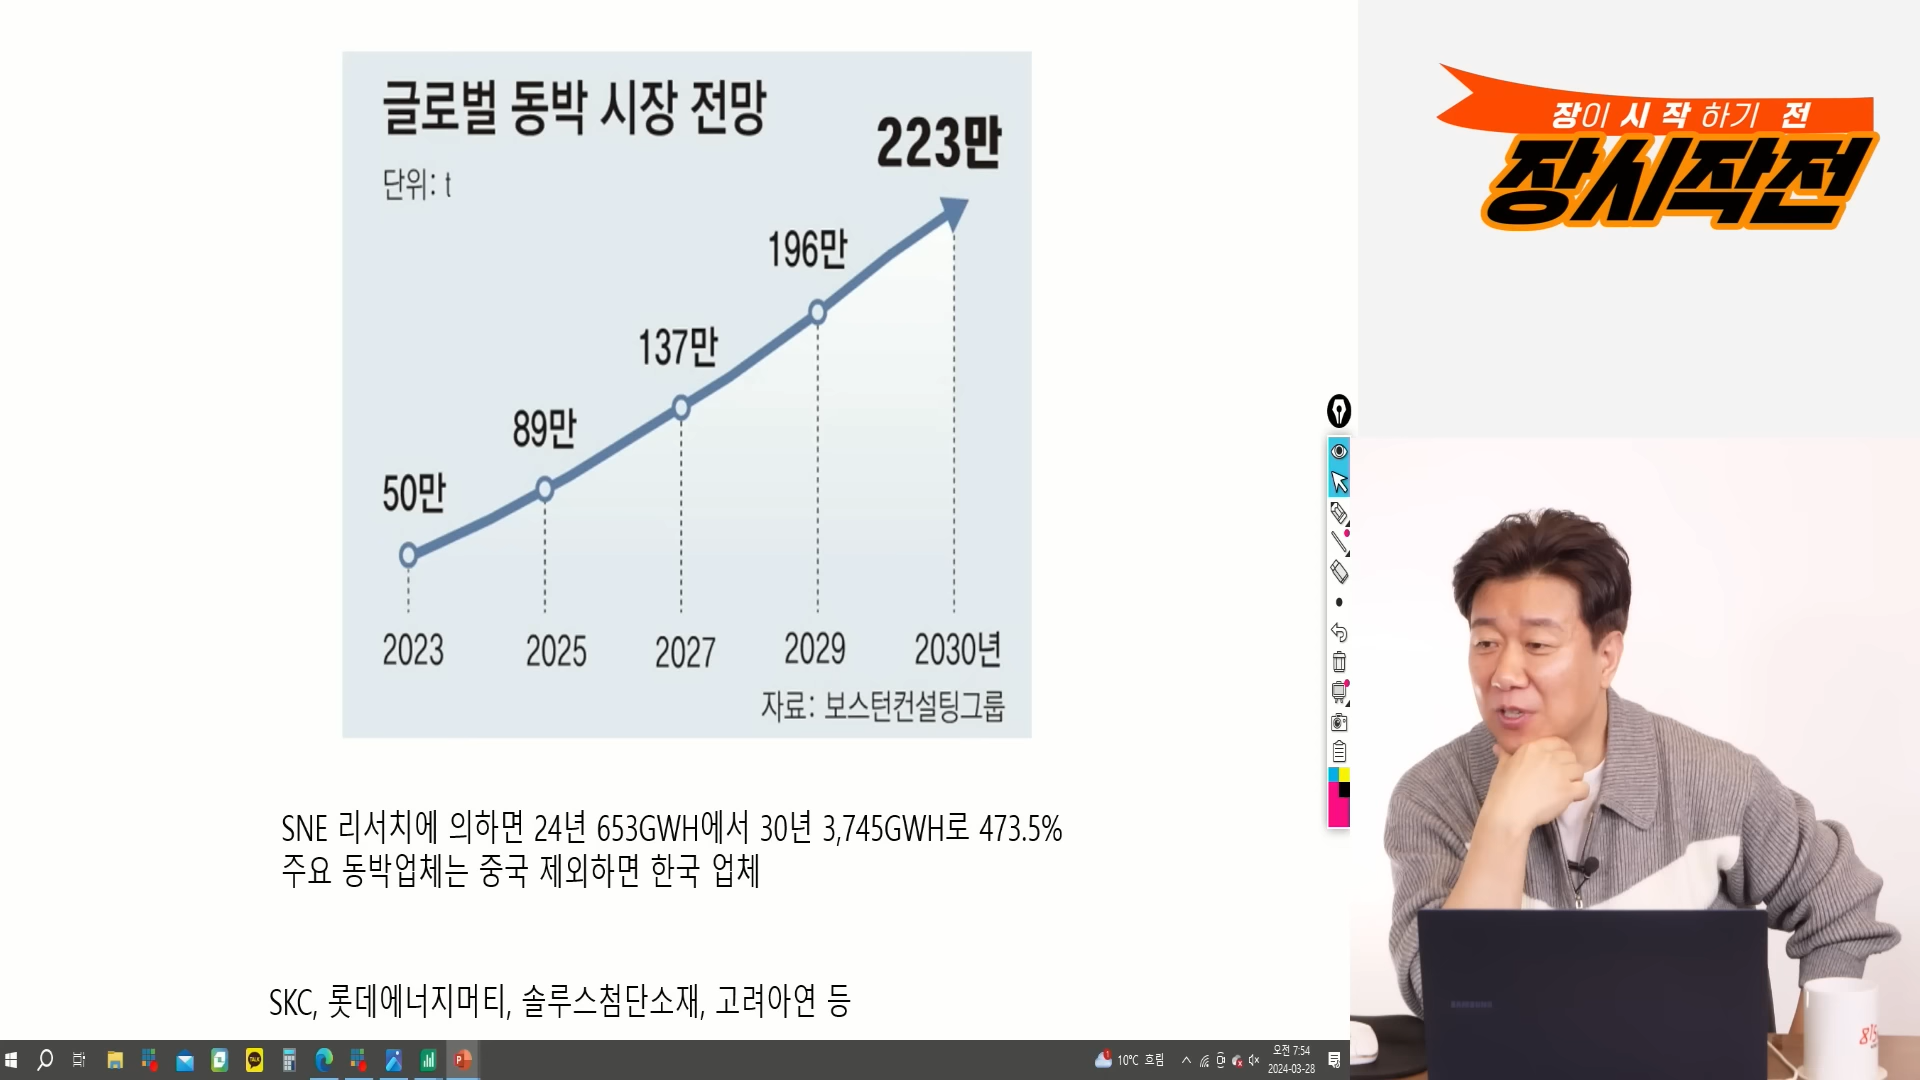 글로벌 동박 시장 전망
단위: t
223만
196만
137만
89만
50만
2023 2025 2027 2029 2030년
자료: 보스턴컨설팅그룹
SNE 리서치에 의하면 24년 653GWH에서 30년 3,745GWH로 473.5%
주요 동박업체는 중국 제외하면 한국 업체
SKC, 롯데에너지머티, 솔루스첨단소재, 고려아연 등
장이 시 작 하기 전
장시작전
SAMSUNG
TALK
10℃ 흐림
오전 7:54
2024-03-28